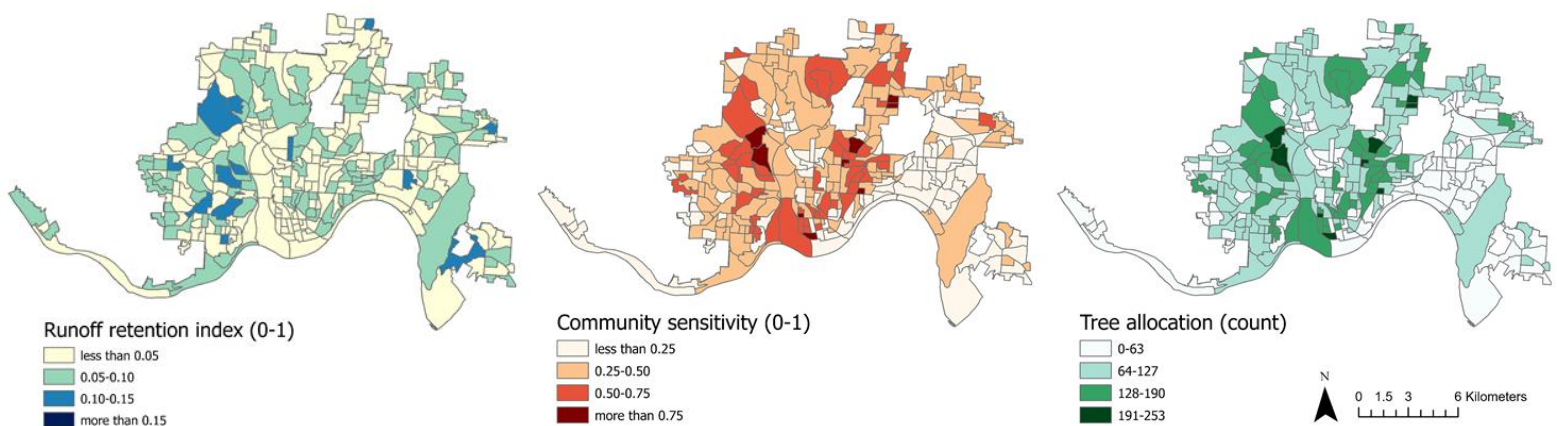 Runoff retention index (0-1)
less than 0.05
0.05-0.10
0.10-0.15
more than 0.15
Community sensitivity (0-1)
less than 0.25
0.25-0.50
0.50-0.75
more than 0.75
Tree allocation (count)
0-63
64-127
128-190
191-253
N
0 1.5 3 6 Kilometers